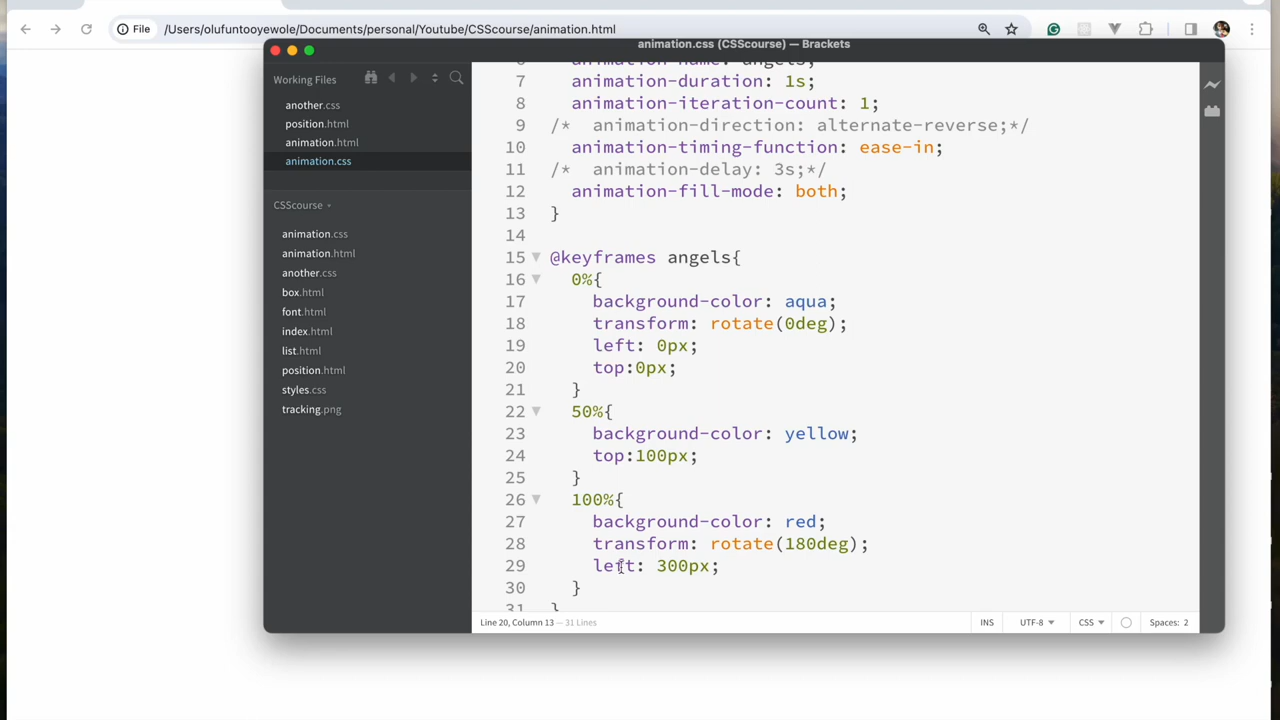 File /Users/olufuntooyewole/Documents/personal/Youtube/CSScourse/animation.html
animation.css (CSScourse) — Brackets
Working Files
another.css
position.html
animation.html
animation.css
CSScourse
animation.css
animation.html
another.css
box.html
font.html
index.html
list.html
position.html
styles.css
tracking.png
6 animation-name: angels;
7 animation-duration: 1s;
8 animation-iteration-count: 1;
9 /* animation-direction: alternate-reverse;*/
10 animation-timing-function: ease-in;
11 /* animation-delay: 3s;*/
12 animation-fill-mode: both;
13 }
14
15 @keyframes angels{
16 0%{
17 background-color: aqua;
18 transform: rotate(0deg);
19 left: 0px;
20 top:0px;
21 }
22 50%{
23 background-color: yellow;
24 top:100px;
25 }
26 100%{
27 background-color: red;
28 transform: rotate(180deg);
29 left: 300px;
30 }
31 }
Line 20, Column 13 — 31 Lines
INS UTF-8 CSS Spaces: 2